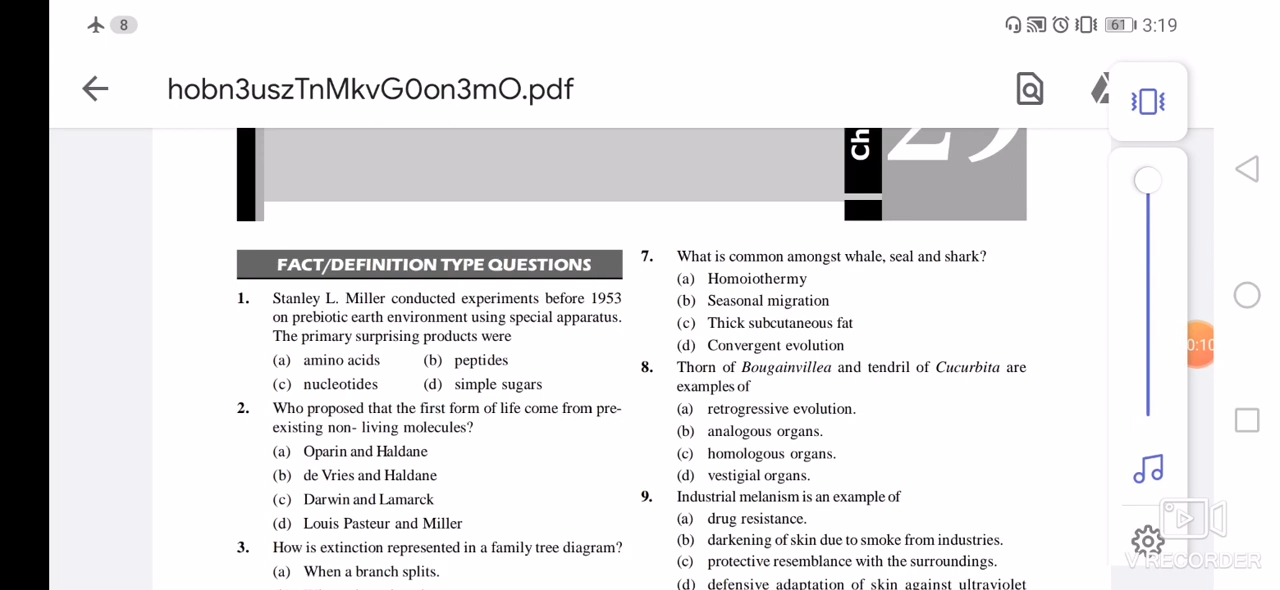 8
61 3:19
hobn3uszTnMkvG0on3mO.pdf
Ch
0:10
FACT/DEFINITION TYPE QUESTIONS
1. Stanley L. Miller conducted experiments before 1953
on prebiotic earth environment using special apparatus.
The primary surprising products were
(a) amino acids (b) peptides
(c) nucleotides (d) simple sugars
2. Who proposed that the first form of life come from pre-
existing non- living molecules?
(a) Oparin and Haldane
(b) de Vries and Haldane
(c) Darwin and Lamarck
(d) Louis Pasteur and Miller
3. How is extinction represented in a family tree diagram?
(a) When a branch splits.
7. What is common amongst whale, seal and shark?
(a) Homoiothermy
(b) Seasonal migration
(c) Thick subcutaneous fat
(d) Convergent evolution
8. Thorn of Bougainvillea and tendril of Cucurbita are
examples of
(a) retrogressive evolution.
(b) analogous organs.
(c) homologous organs.
(d) vestigial organs.
9. Industrial melanism is an example of
(a) drug resistance.
(b) darkening of skin due to smoke from industries.
(c) protective resemblance with the surroundings.
(d) defensive adaptation of skin against ultraviolet
V RECORDER